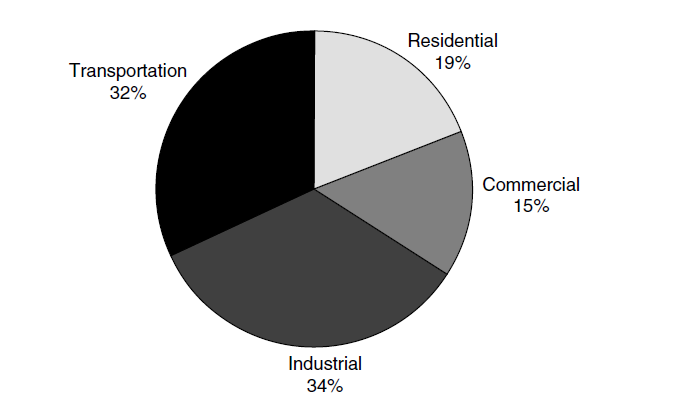 Residential
19%
Transportation
32%
Commercial
15%
Industrial
34%